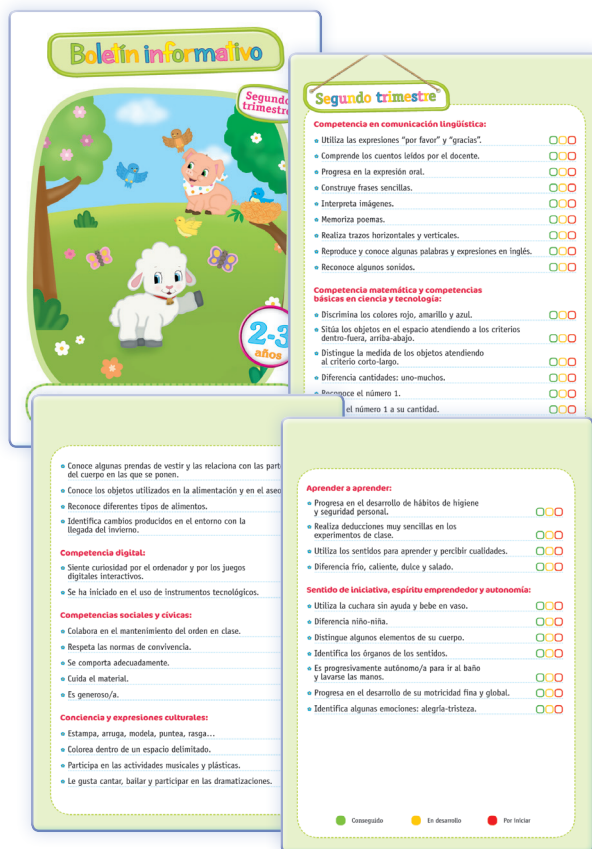 Boletín informativo
Segundo
trimestre
2-3
años
Segundo trimestre
Competencia en comunicación lingüística:
Utiliza las expresiones “por favor” y “gracias”.
Comprende los cuentos leídos por el docente.
Progresa en la expresión oral.
Construye frases sencillas.
Interpreta imágenes.
Memoriza poemas.
Realiza trazos horizontales y verticales.
Reproduce y conoce algunas palabras y expresiones en inglés.
Reconoce algunos sonidos.
Competencia matemática y competencias
básicas en ciencia y tecnología:
Discrimina los colores rojo, amarillo y azul.
Sitúa los objetos en el espacio atendiendo a los criterios
dentro-fuera, arriba-abajo.
Distingue la medida de los objetos atendiendo
al criterio corto-largo.
Diferencia cantidades: uno-muchos.
Reconoce el número 1.
el número 1 a su cantidad.
Conoce algunas prendas de vestir y las relaciona con las part
del cuerpo en las que se ponen.
Conoce los objetos utilizados en la alimentación y en el aseo
Reconoce diferentes tipos de alimentos.
Identifica cambios producidos en el entorno con la
llegada del invierno.
Competencia digital:
Siente curiosidad por el ordenador y por los juegos
digitales interactivos.
Se ha iniciado en el uso de instrumentos tecnológicos.
Competencias sociales y cívicas:
Colabora en el mantenimiento del orden en clase.
Respeta las normas de convivencia.
Se comporta adecuadamente.
Cuida el material.
Es generoso/a.
Conciencia y expresiones culturales:
Estampa, arruga, modela, puntea, rasga…
Colorea dentro de un espacio delimitado.
Participa en las actividades musicales y plásticas.
Le gusta cantar, bailar y participar en las dramatizaciones.
Aprender a aprender:
Progresa en el desarrollo de hábitos de higiene
y seguridad personal.
Realiza deducciones muy sencillas en los
experimentos de clase.
Utiliza los sentidos para aprender y percibir cualidades.
Diferencia frío, caliente, dulce y salado.
Sentido de iniciativa, espíritu emprendedor y autonomía:
Utiliza la cuchara sin ayuda y bebe en vaso.
Diferencia niño-niña.
Distingue algunos elementos de su cuerpo.
Identifica los órganos de los sentidos.
Es progresivamente autónomo/a para ir al baño
y lavarse las manos.
Progresa en el desarrollo de su motricidad fina y global.
Identifica algunas emociones: alegría-tristeza.
Conseguido
En desarrollo
Por iniciar